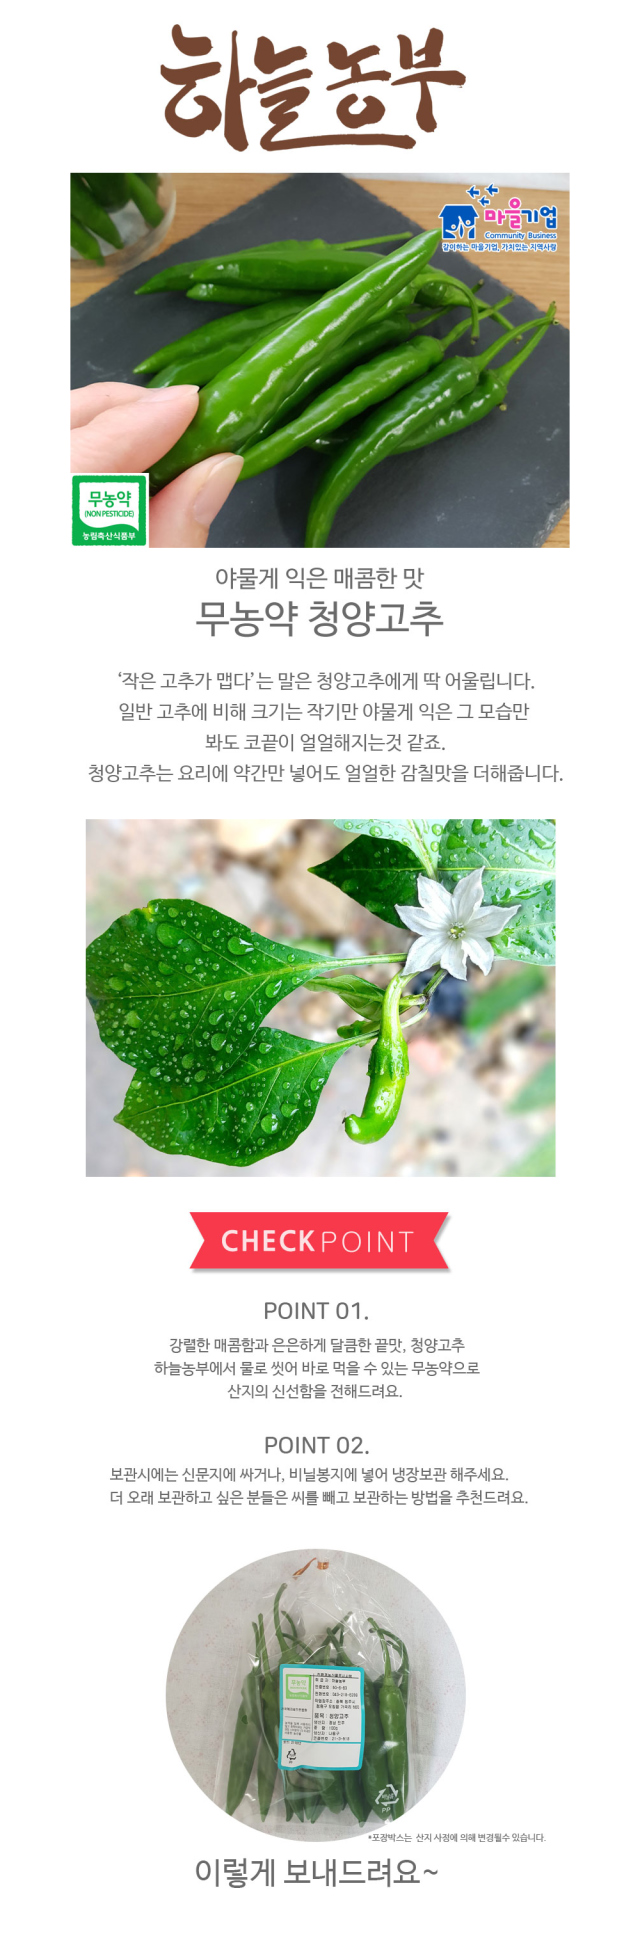 하늘농부
마을기업
Community Business
같이하는 마을기업, 가치있는 지역사랑
무농약
(NON PESTICIDE)
농림축산식품부
야물게 익은 매콤한 맛
무농약 청양고추
‘작은 고추가 맵다’는 말은 청양고추에게 딱 어울립니다.
일반 고추에 비해 크기는 작기만 야물게 익은 그 모습만
봐도 코끝이 얼얼해지는것 같죠.
청양고추는 요리에 약간만 넣어도 얼얼한 감칠맛을 더해줍니다.
CHECK POINT
POINT 01.
강렬한 매콤함과 은은하게 달콤한 끝맛, 청양고추
하늘농부에서 물로 씻어 바로 먹을 수 있는 무농약으로
산지의 신선함을 전해드려요.
POINT 02.
보관시에는 신문지에 싸거나, 비닐봉지에 넣어 냉장보관 해주세요.
더 오래 보관하고 싶은 분들은 씨를 빼고 보관하는 방법을 추천드려요.
무농약
품목 : 청양고추
PP
PP
*포장박스는 산지 사정에 의해 변경될수 있습니다.
이렇게 보내드려요~